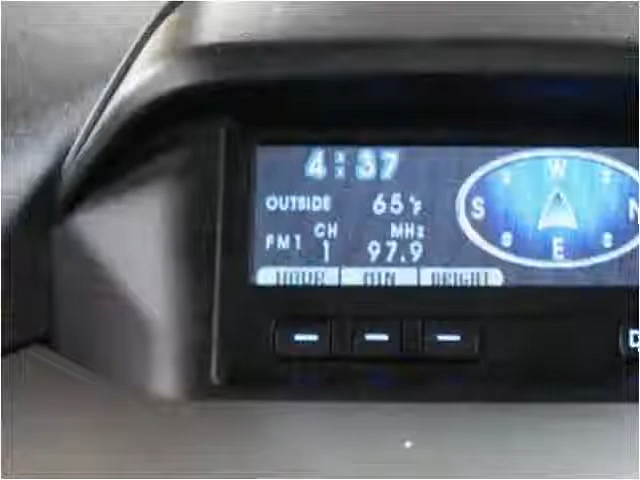 4:37
W
OUTSIDE 65°F
S
N
CH MHz
FM1 1 97.9
E
HOUR MIN BRIGHT